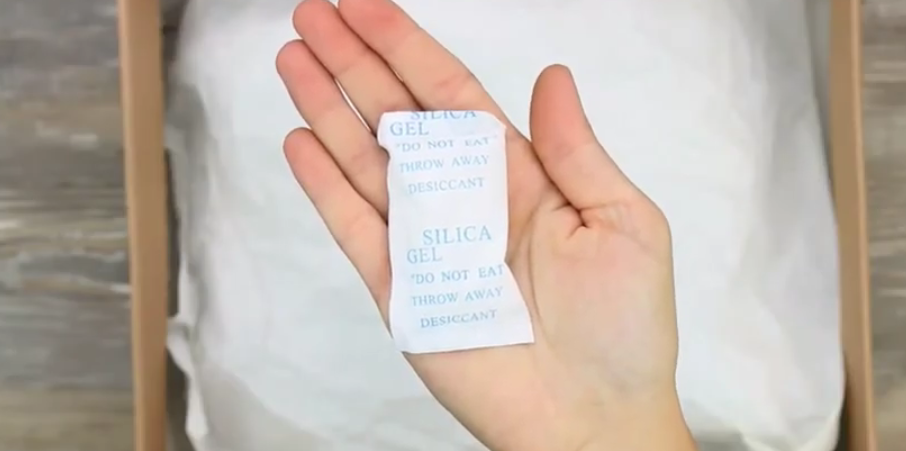 SILICA
GEL
"DO NOT EAT"
THROW AWAY
DESICCANT
SILICA
GEL
"DO NOT EAT
THROW AWAY
DESICCANT